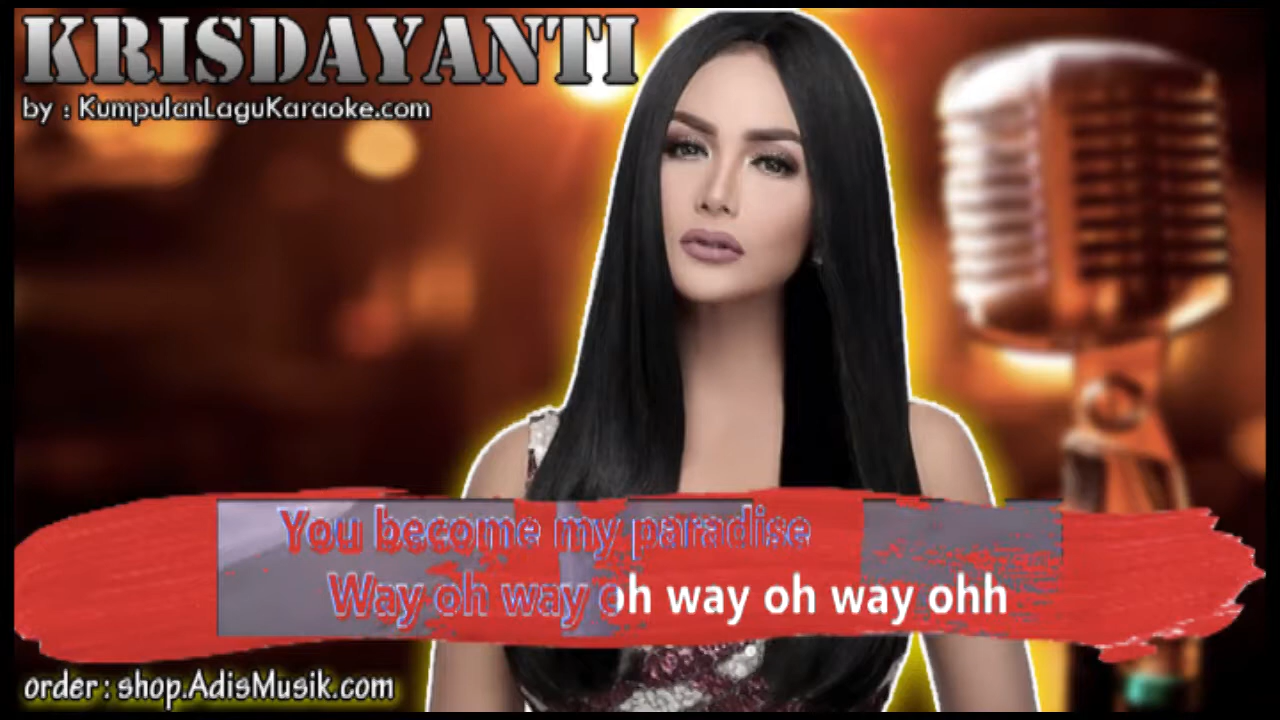 KRISDAYANTI
by : KumpulanLaguKaraoke.com
You become my paradise
Way oh way oh way oh way ohh
order : shop.AdisMusik.com